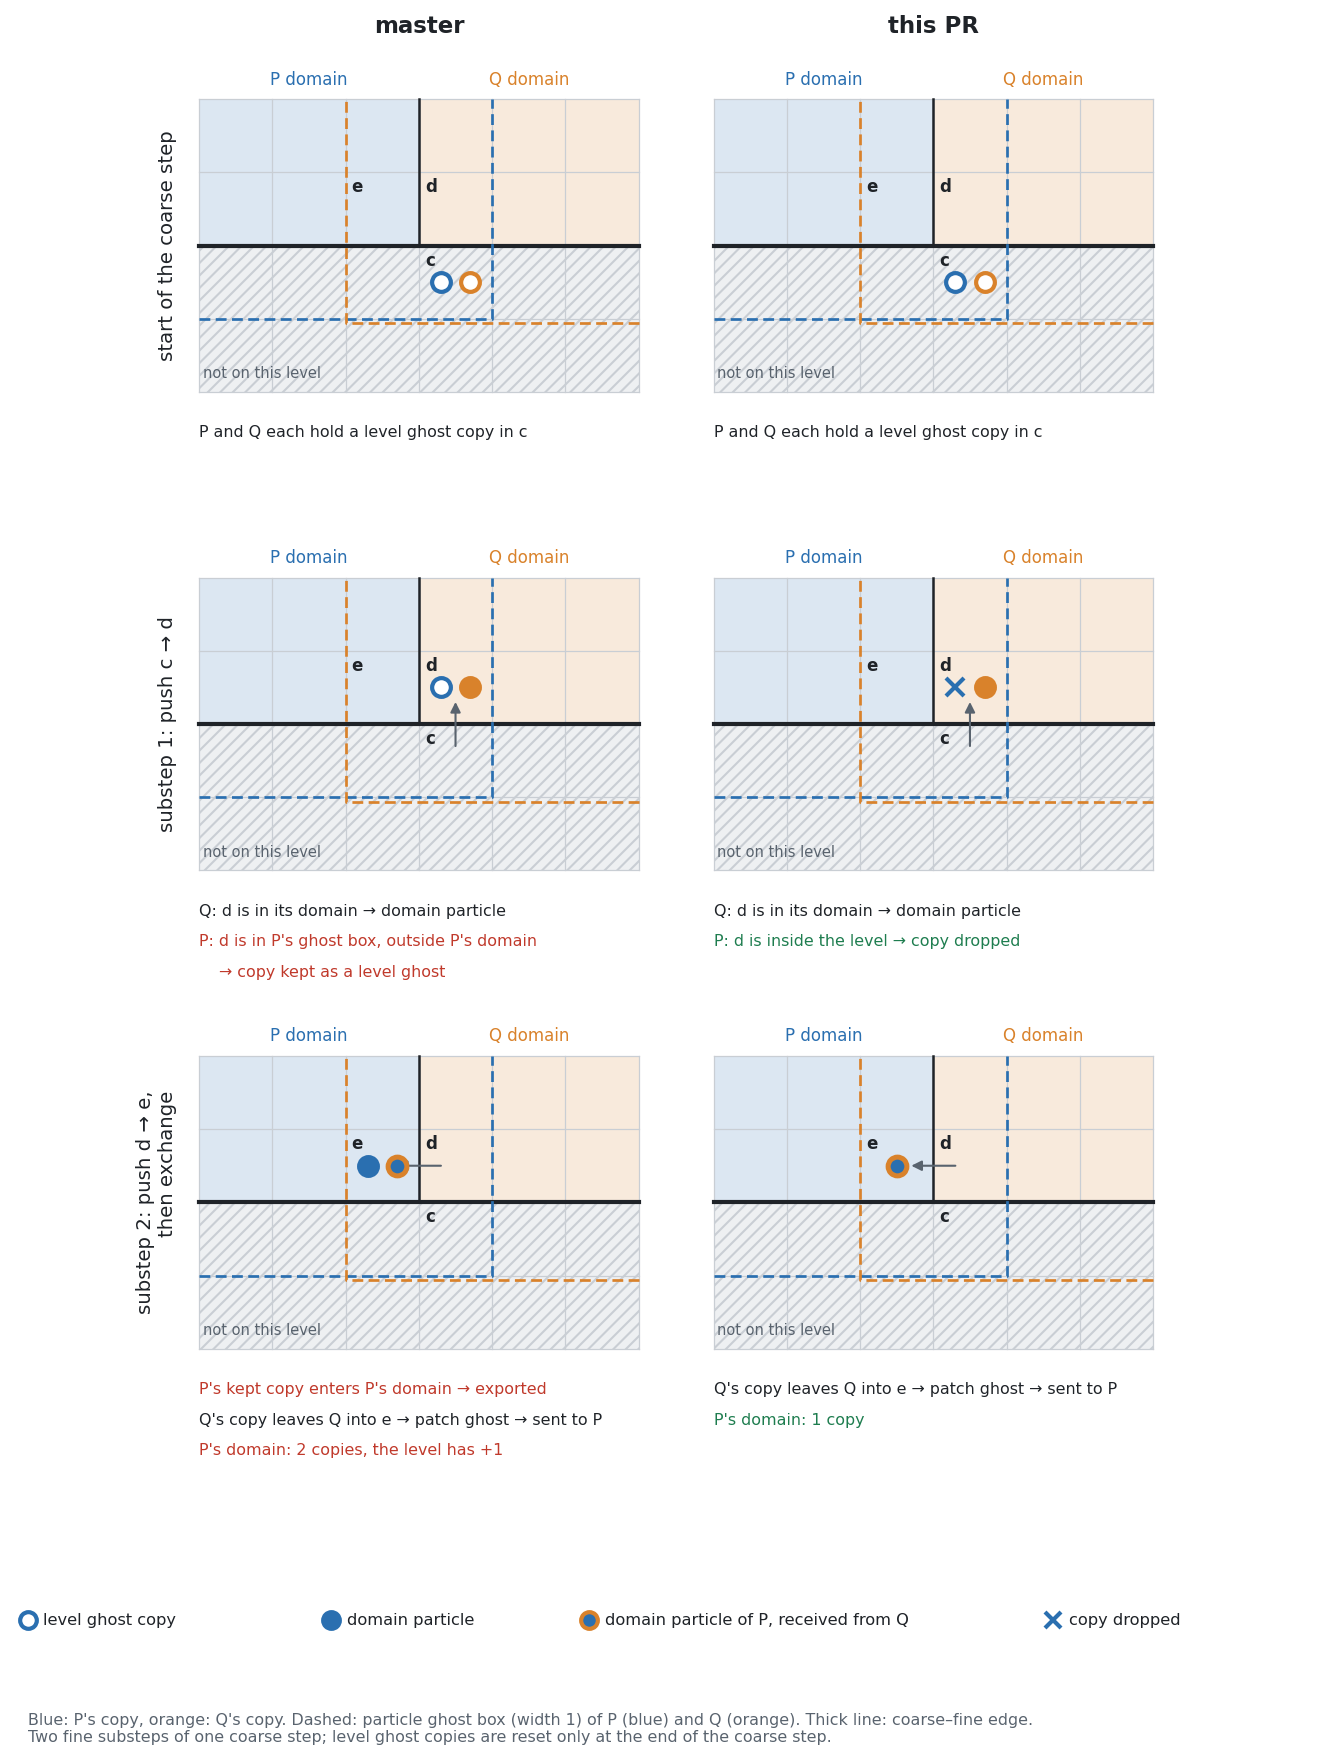 master
this PR
P domain
Q domain
P domain
Q domain
start of the coarse step
e
d
c
not on this level
e
d
c
not on this level
P and Q each hold a level ghost copy in c
P and Q each hold a level ghost copy in c
P domain
Q domain
P domain
Q domain
substep 1: push c → d
e
d
c
not on this level
e
d
c
not on this level
Q: d is in its domain → domain particle
P: d is in P's ghost box, outside P's domain
→ copy kept as a level ghost
Q: d is in its domain → domain particle
P: d is inside the level → copy dropped
P domain
Q domain
P domain
Q domain
substep 2: push d → e,
then exchange
e
d
c
not on this level
e
d
c
not on this level
P's kept copy enters P's domain → exported
Q's copy leaves Q into e → patch ghost → sent to P
P's domain: 2 copies, the level has +1
Q's copy leaves Q into e → patch ghost → sent to P
P's domain: 1 copy
level ghost copy
domain particle
domain particle of P, received from Q
copy dropped
Blue: P's copy, orange: Q's copy. Dashed: particle ghost box (width 1) of P (blue) and Q (orange). Thick line: coarse–fine edge.
Two fine substeps of one coarse step; level ghost copies are reset only at the end of the coarse step.